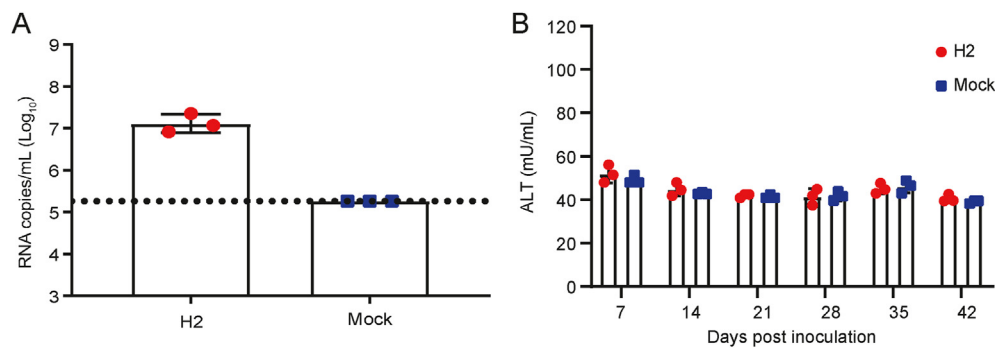 A
RNA copies/mL (Log10)
9
8
7
6
5
4
3
H2
Mock
B
ALT (mU/mL)
120
100
80
60
40
20
0
H2
Mock
7
14
21
28
35
42
Days post inoculation